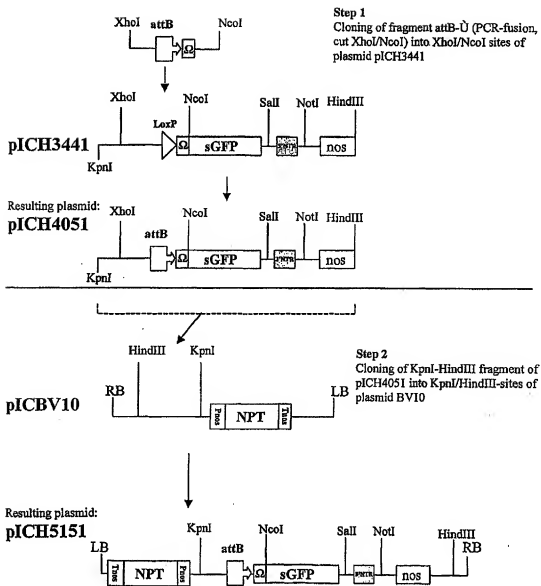 XhoI attB NcoI
Ω
Step 1
Cloning of fragment attB-Ù (PCR-fusion,
cut XhoI/NcoI) into XhoI/NcoI sites of
plasmid pICH3441
XhoI NcoI SalI NotI HindIII
LoxP
pICH3441
Ω sGFP nos
KpnI
Resulting plasmid:
pICH4051
XhoI NcoI SalI NotI HindIII
attB
Ω sGFP nos
KpnI
Step 2
Cloning of KpnI-HindIII fragment of
pICH4051 into KpnI/HindIII-sites of
plasmid BV10
HindIII KpnI
pICBV10
RB LB
Pnos NPT Tnos
Resulting plasmid:
pICH5151
LB KpnI attB NcoI SalI NotI HindIII RB
Tnos NPT Pnos Ω sGFP nos